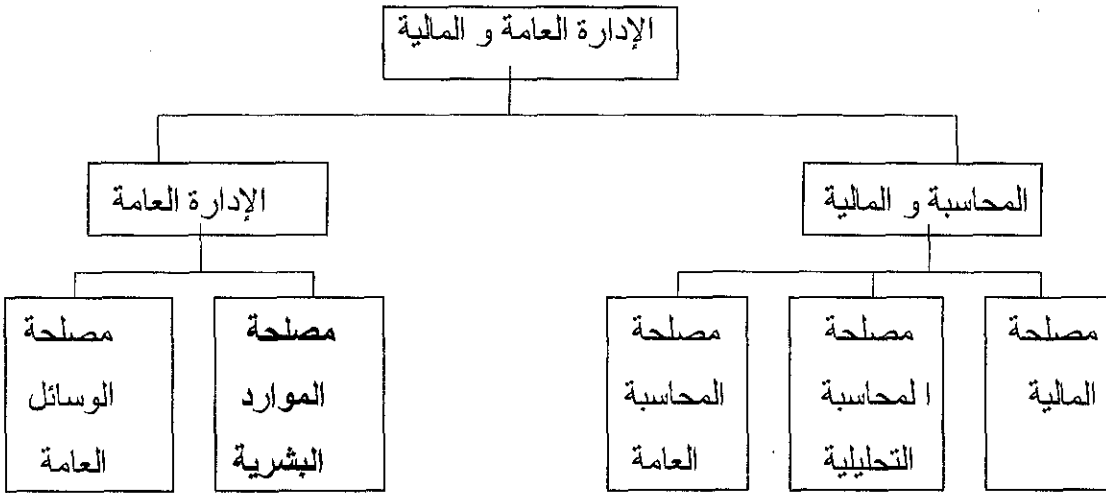 الإدارة العامة و المالية
المحاسبة و المالية
الإدارة العامة
مصلحة
المالية
مصلحة
المحاسبة
التحليلية
مصلحة
المحاسبة
العامة
مصلحة
الموارد
البشرية
مصلحة
الوسائل
العامة